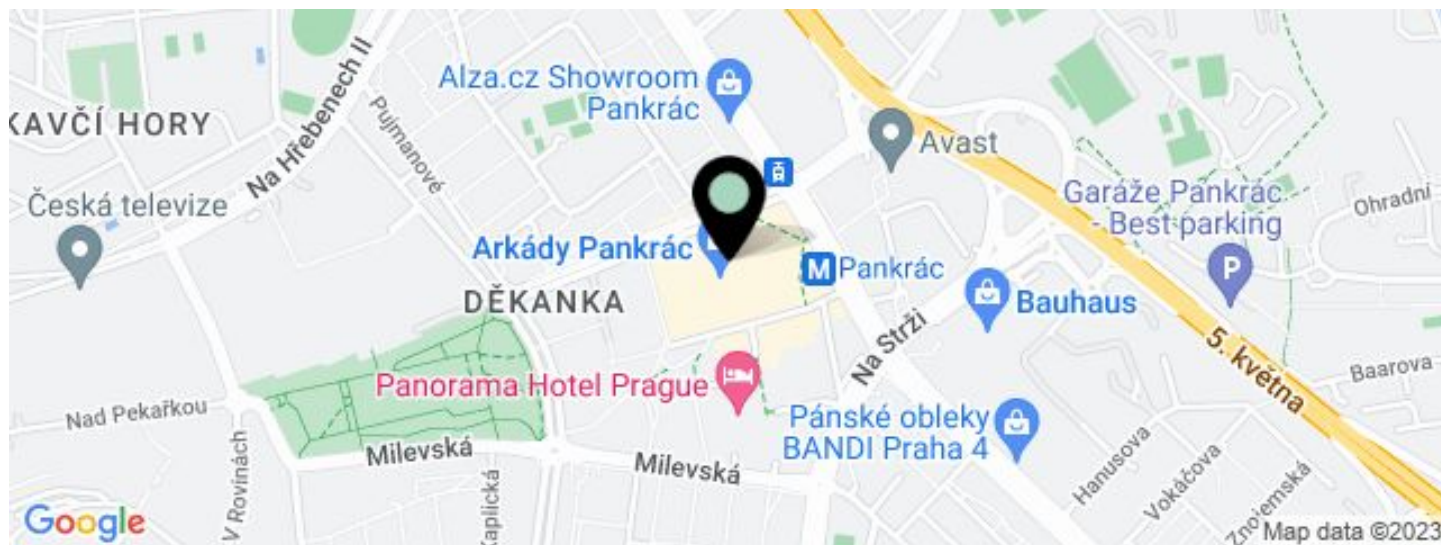 Alza.cz Showroom
Pankrác
Na Hřebenech II
KAVČÍ HORY
Pujmanové
Avast
Česká televize
Garáže Pankrác
- Best parking
Ohradní
P
Arkády Pankrác
M Pankrác
DĚKANKA
Bauhaus
Na Strži
5. května
Baarova
Panorama Hotel Prague
Nad Pekařkou
Pánské obleky
BANDI Praha 4
Milevská
Milevská
Hanusova
Vokáčova
Znojemská
V Rovinách
Kaplická
Google
Map data ©2023